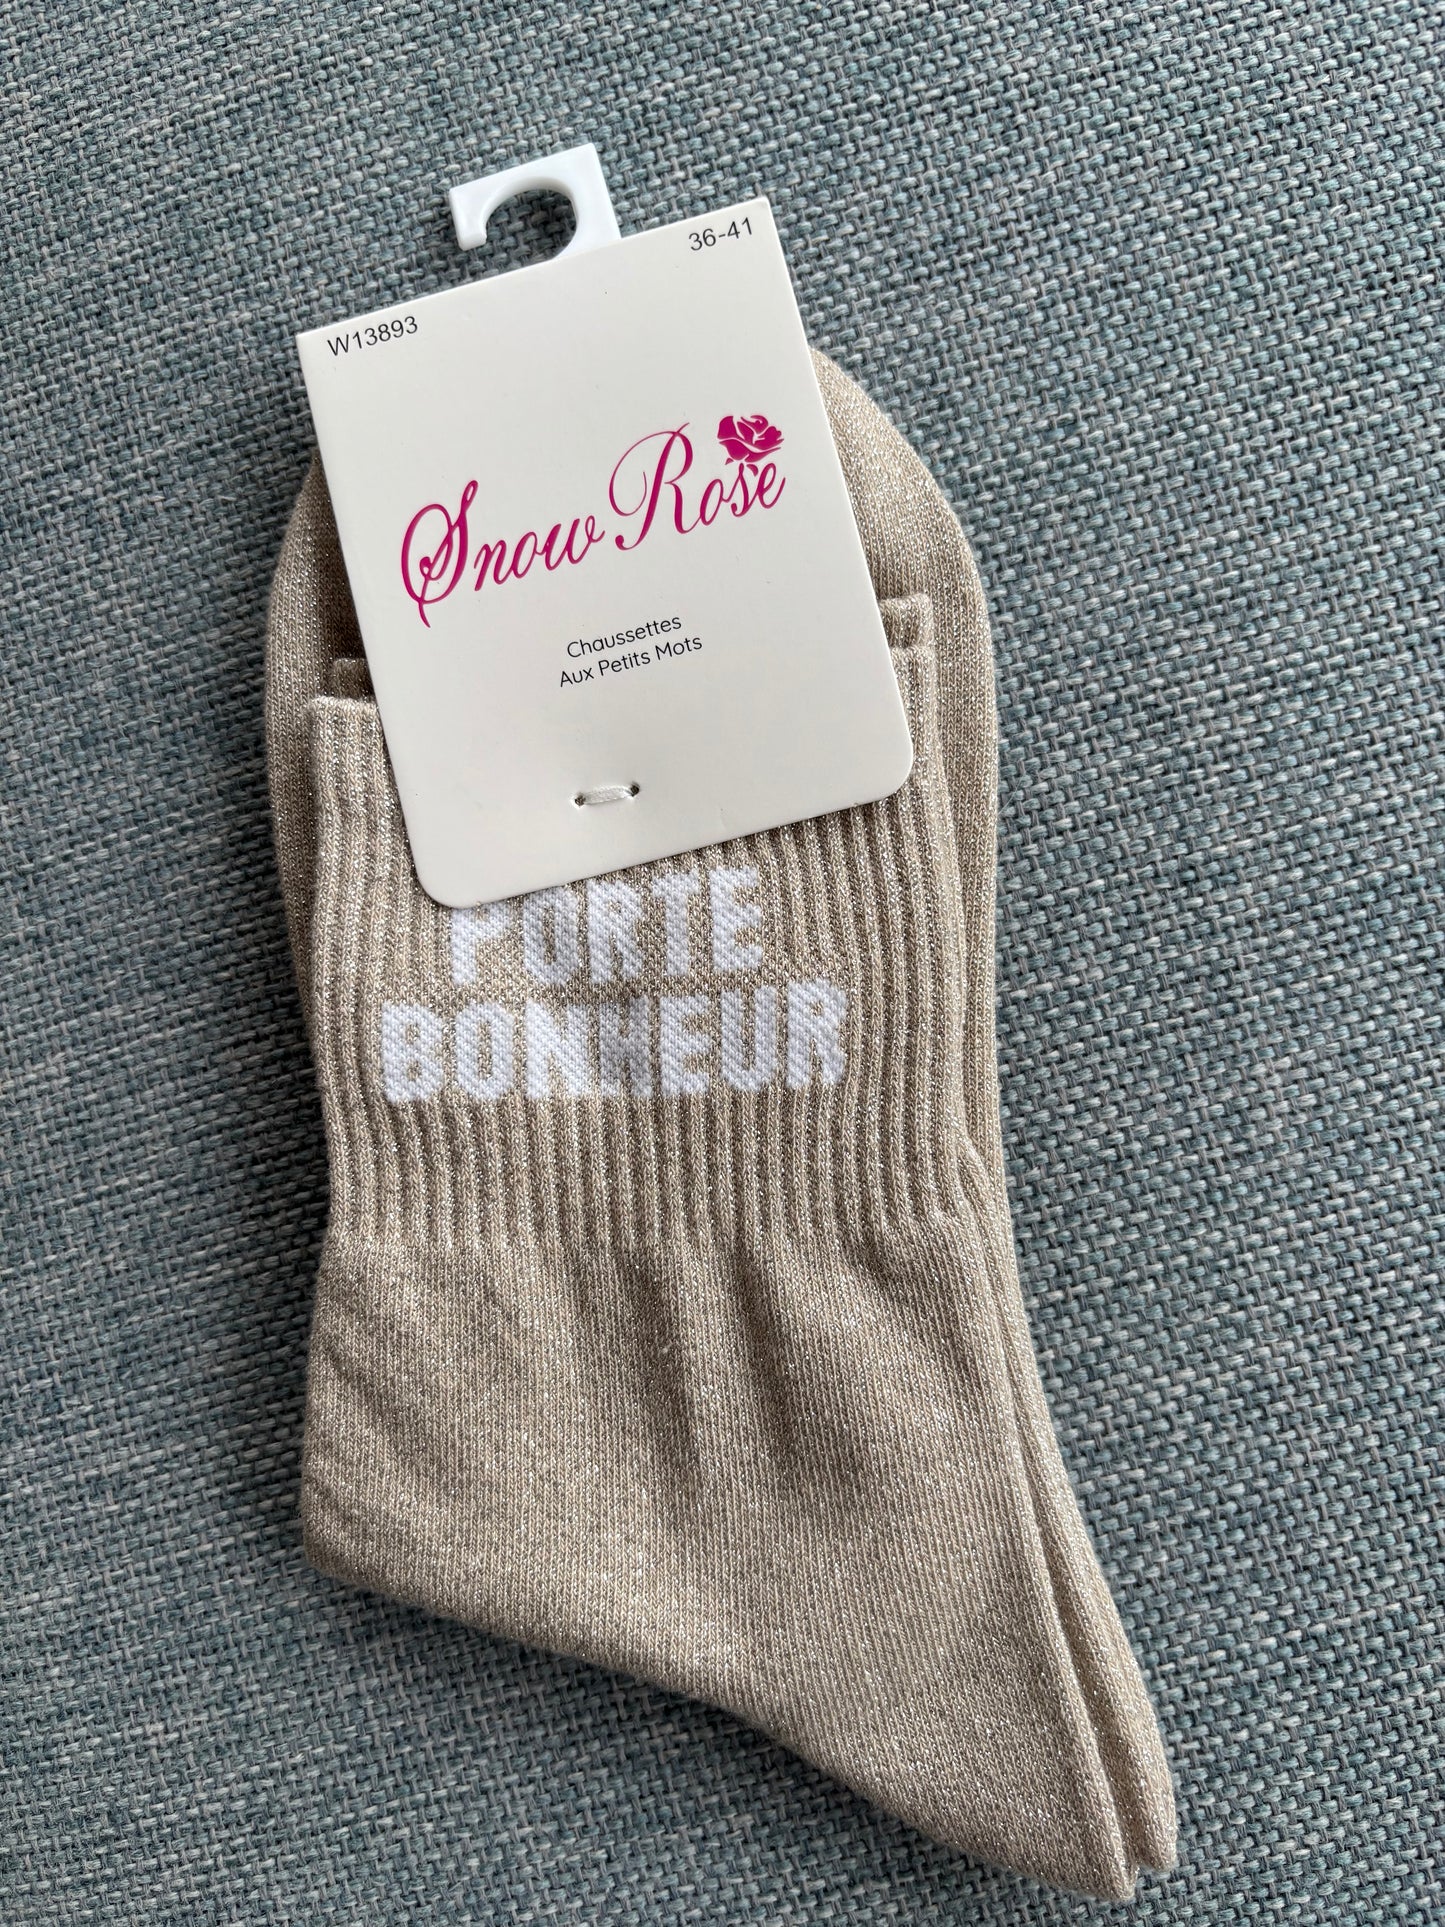 W13893
36-41
Snow Rose
Chaussettes
Aux Petits Mots
PORTE
BONHEUR